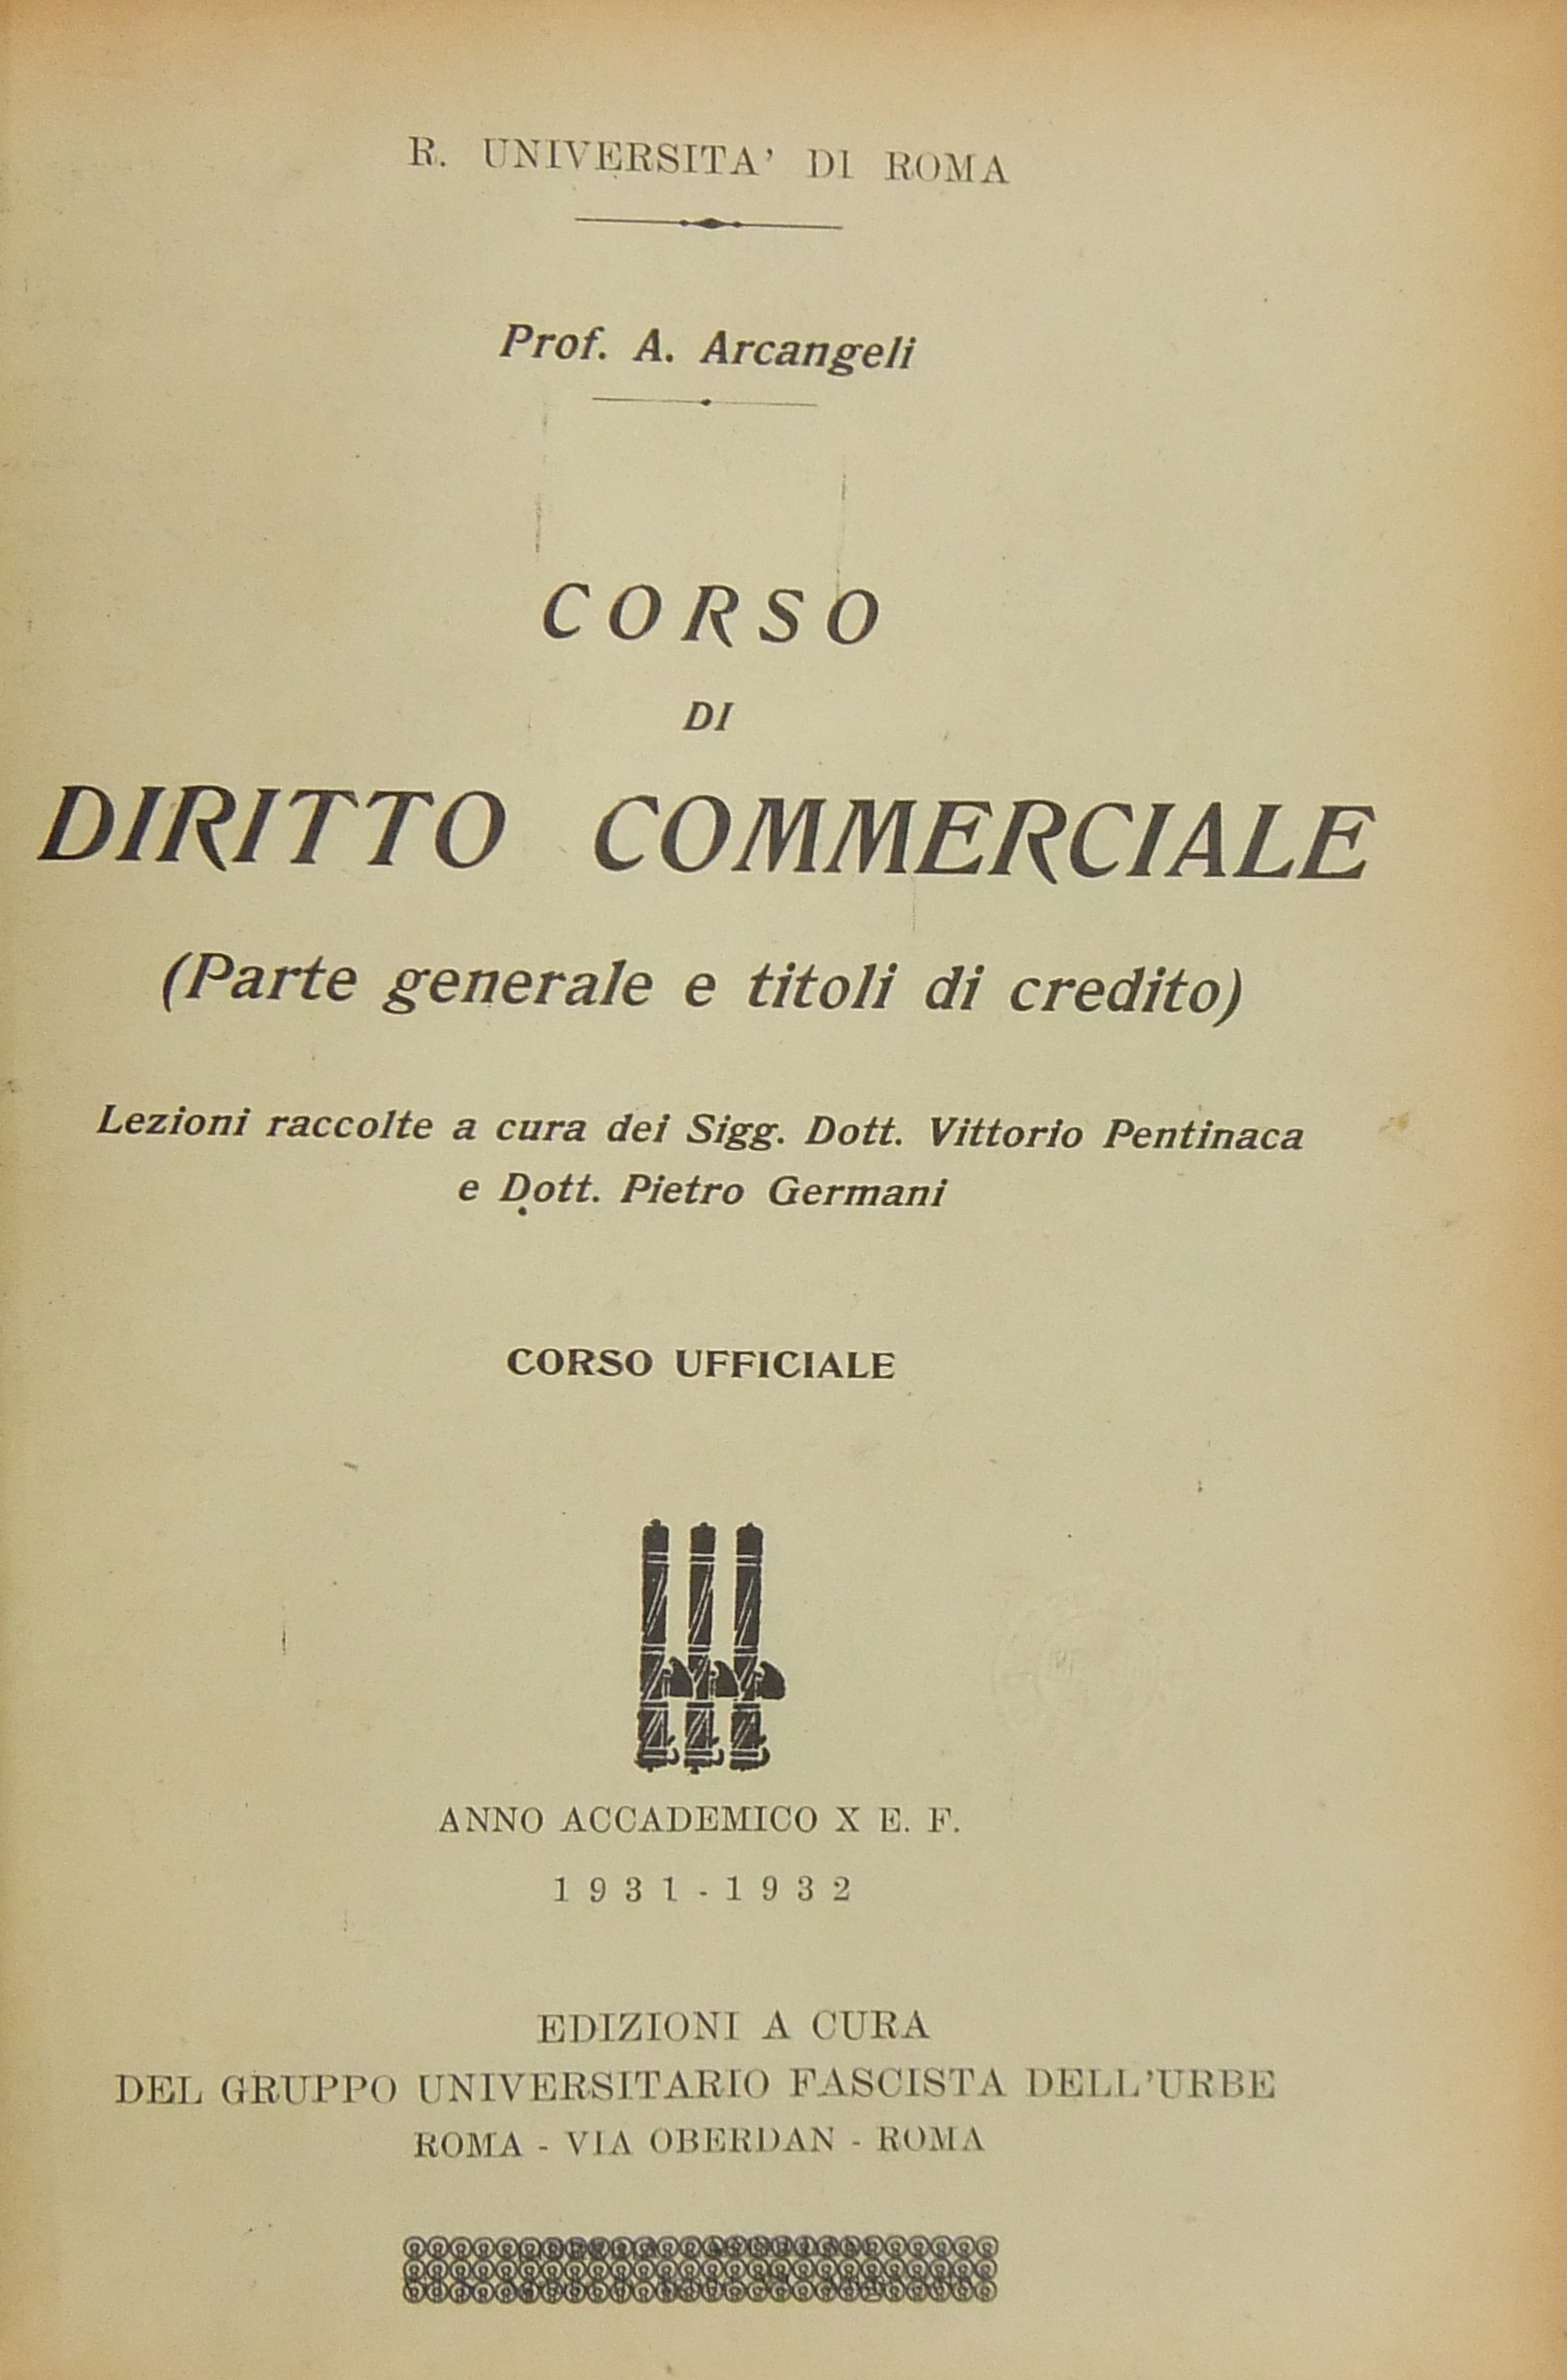 R. UNIVERSITA' DI ROMA
Prof. A. Arcangeli
CORSO
DI
DIRITTO COMMERCIALE
(Parte generale e titoli di credito)
Lezioni raccolte a cura dei Sigg. Dott. Vittorio Pentinaca
e Dott. Pietro Germani
CORSO UFFICIALE
ANNO ACCADEMICO X E. F.
1931-1932
EDIZIONI A CURA
DEL GRUPPO UNIVERSITARIO FASCISTA DELL'URBE
ROMA - VIA OBERDAN - ROMA